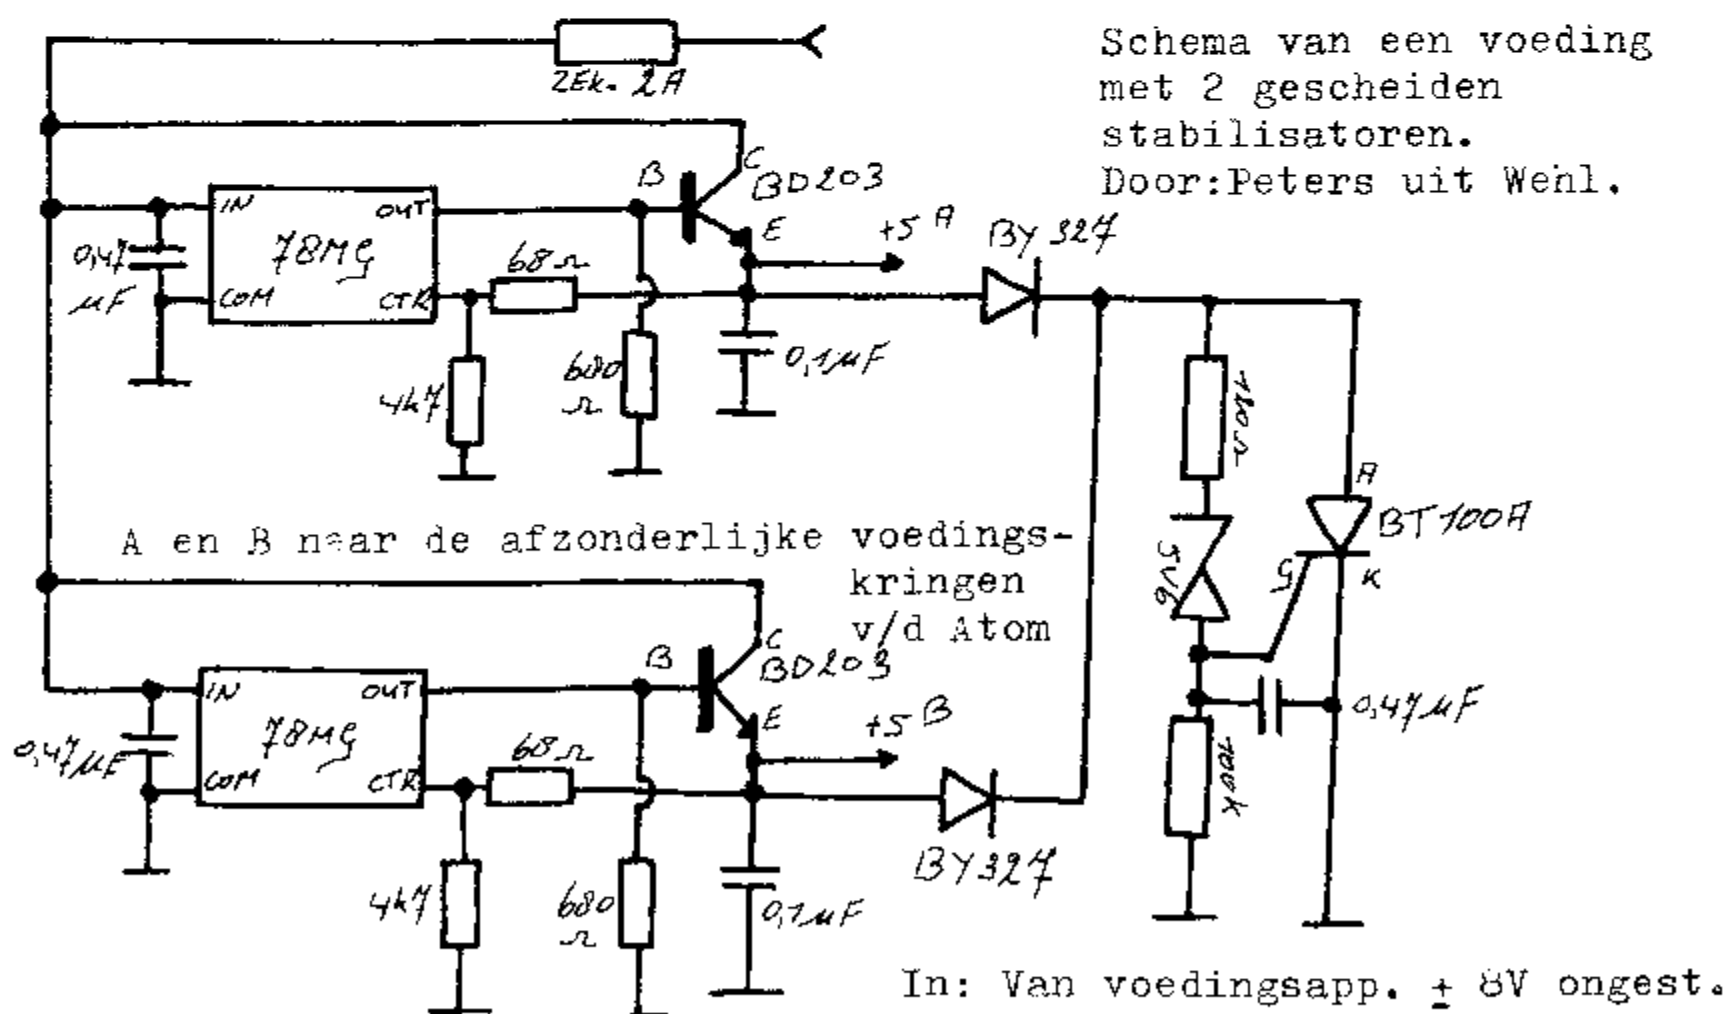 Schema van een voeding
met 2 gescheiden
stabilisatoren.
Door:Peters uit Wehl.
ZEK. 2A
B
C
BD203
E
+5 A
BY 327
IN
OUT
78MG
COM
CTR
0,47
µF
68Ω
4k7
680
Ω
0,1µF
180Ω
A
BT100A
G
K
5V6
0,47µF
100K
A en B naar de afzonderlijke voedings-
kringen
v/d Atom
B
C
BD203
E
+5 B
IN
OUT
78MG
COM
CTR
0,47µF
68Ω
BY327
4k7
680
Ω
0,1µF
In: Van voedingsapp. ± 8V ongest.